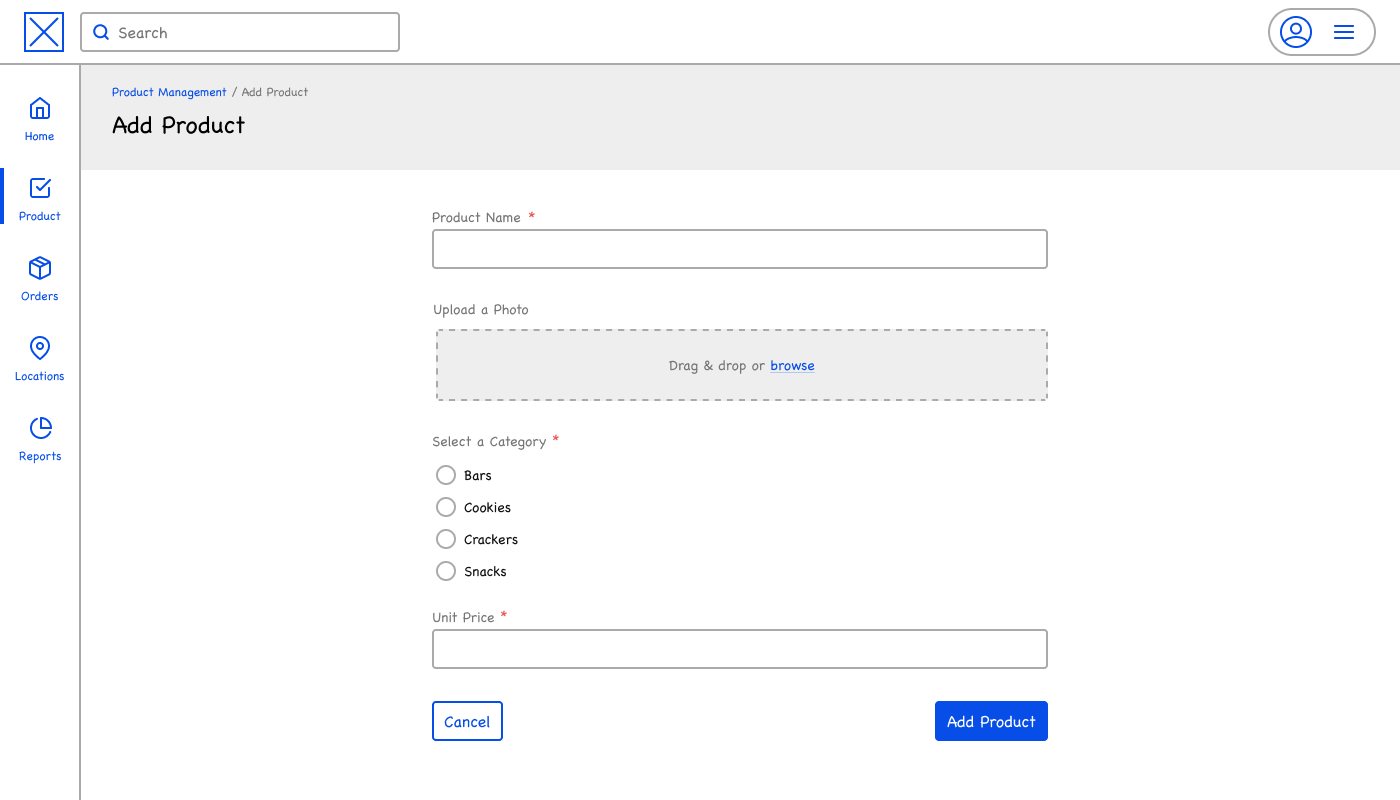 Search
Product Management / Add Product
Add Product
Home
Product
Orders
Locations
Reports
Product Name *
Upload a Photo
Drag & drop or browse
Select a Category *
Bars
Cookies
Crackers
Snacks
Unit Price *
Cancel
Add Product